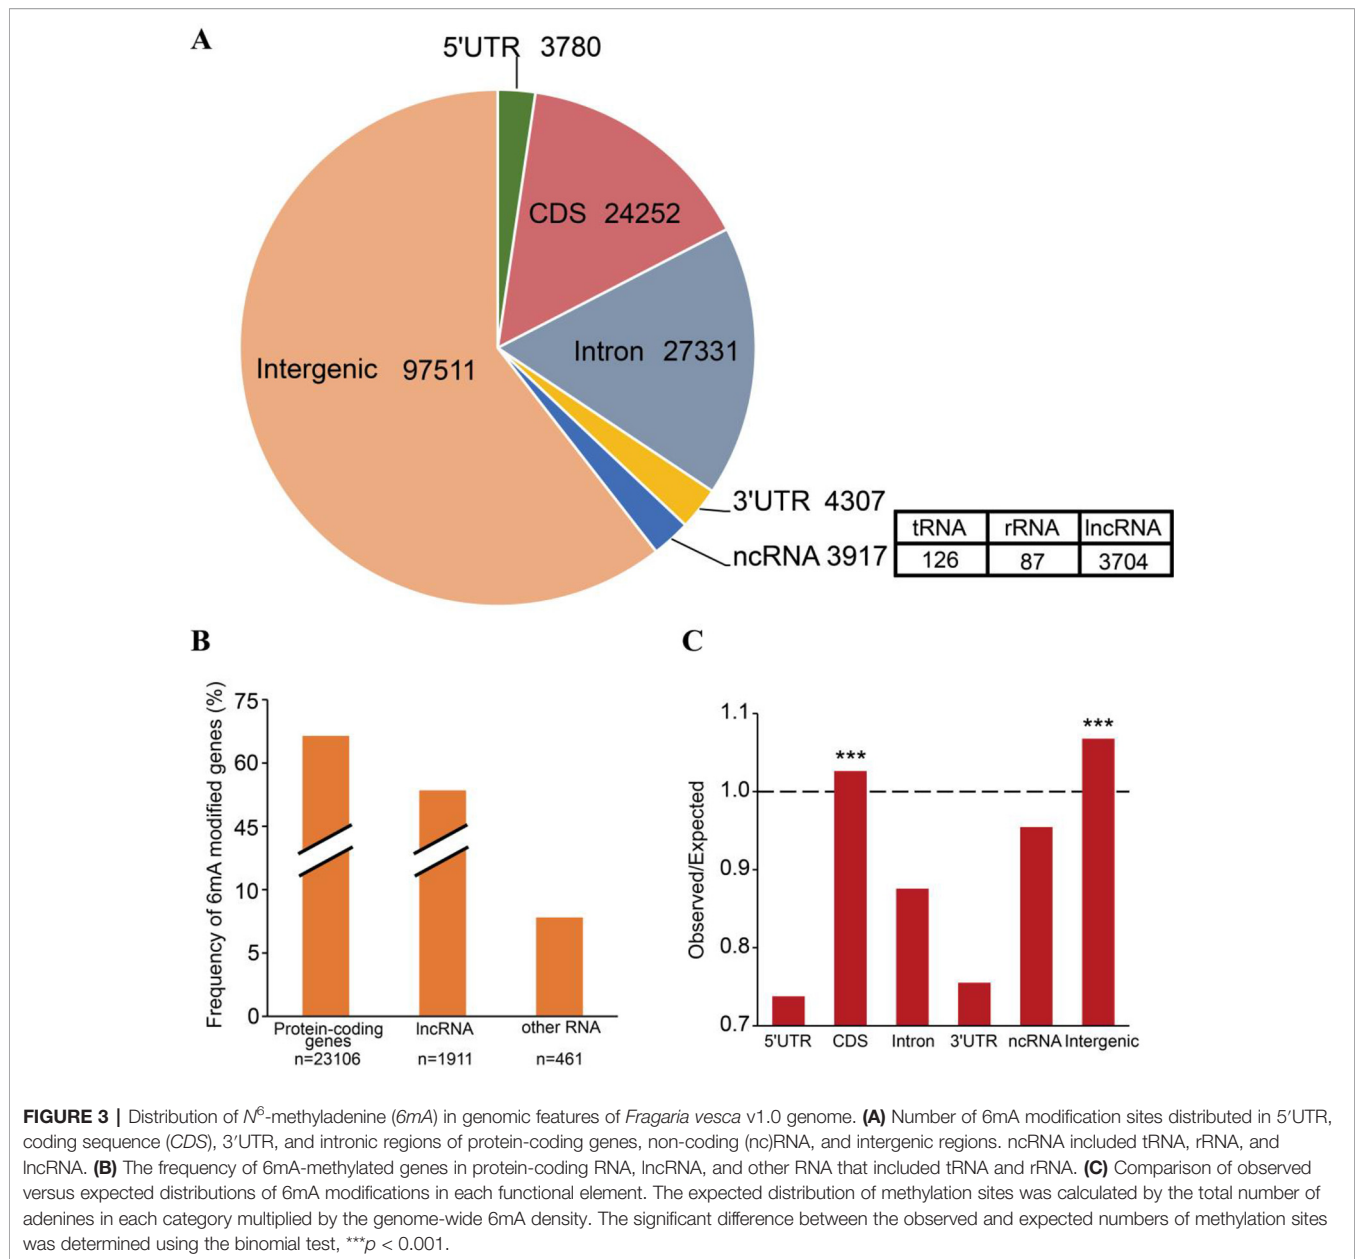 A
5'UTR 3780
CDS 24252
Intron 27331
Intergenic 97511
3'UTR 4307
ncRNA 3917
tRNA rRNA lncRNA
126 87 3704
B
Frequency of 6mA modified genes (%)
75
60
45
10
5
0
Protein-coding genes lncRNA other RNA
n=23106 n=1911 n=461
C
Observed/Expected
1.1
1.0
0.9
0.8
0.7
*** ***
5'UTR CDS Intron 3'UTR ncRNA Intergenic
FIGURE 3 | Distribution of N⁶-methyladenine (6mA) in genomic features of Fragaria vesca v1.0 genome. (A) Number of 6mA modification sites distributed in 5′UTR,
coding sequence (CDS), 3′UTR, and intronic regions of protein-coding genes, non-coding (nc)RNA, and intergenic regions. ncRNA included tRNA, rRNA, and
lncRNA. (B) The frequency of 6mA-methylated genes in protein-coding RNA, lncRNA, and other RNA that included tRNA and rRNA. (C) Comparison of observed
versus expected distributions of 6mA modifications in each functional element. The expected distribution of methylation sites was calculated by the total number of
adenines in each category multiplied by the genome-wide 6mA density. The significant difference between the observed and expected numbers of methylation sites
was determined using the binomial test, ***p < 0.001.